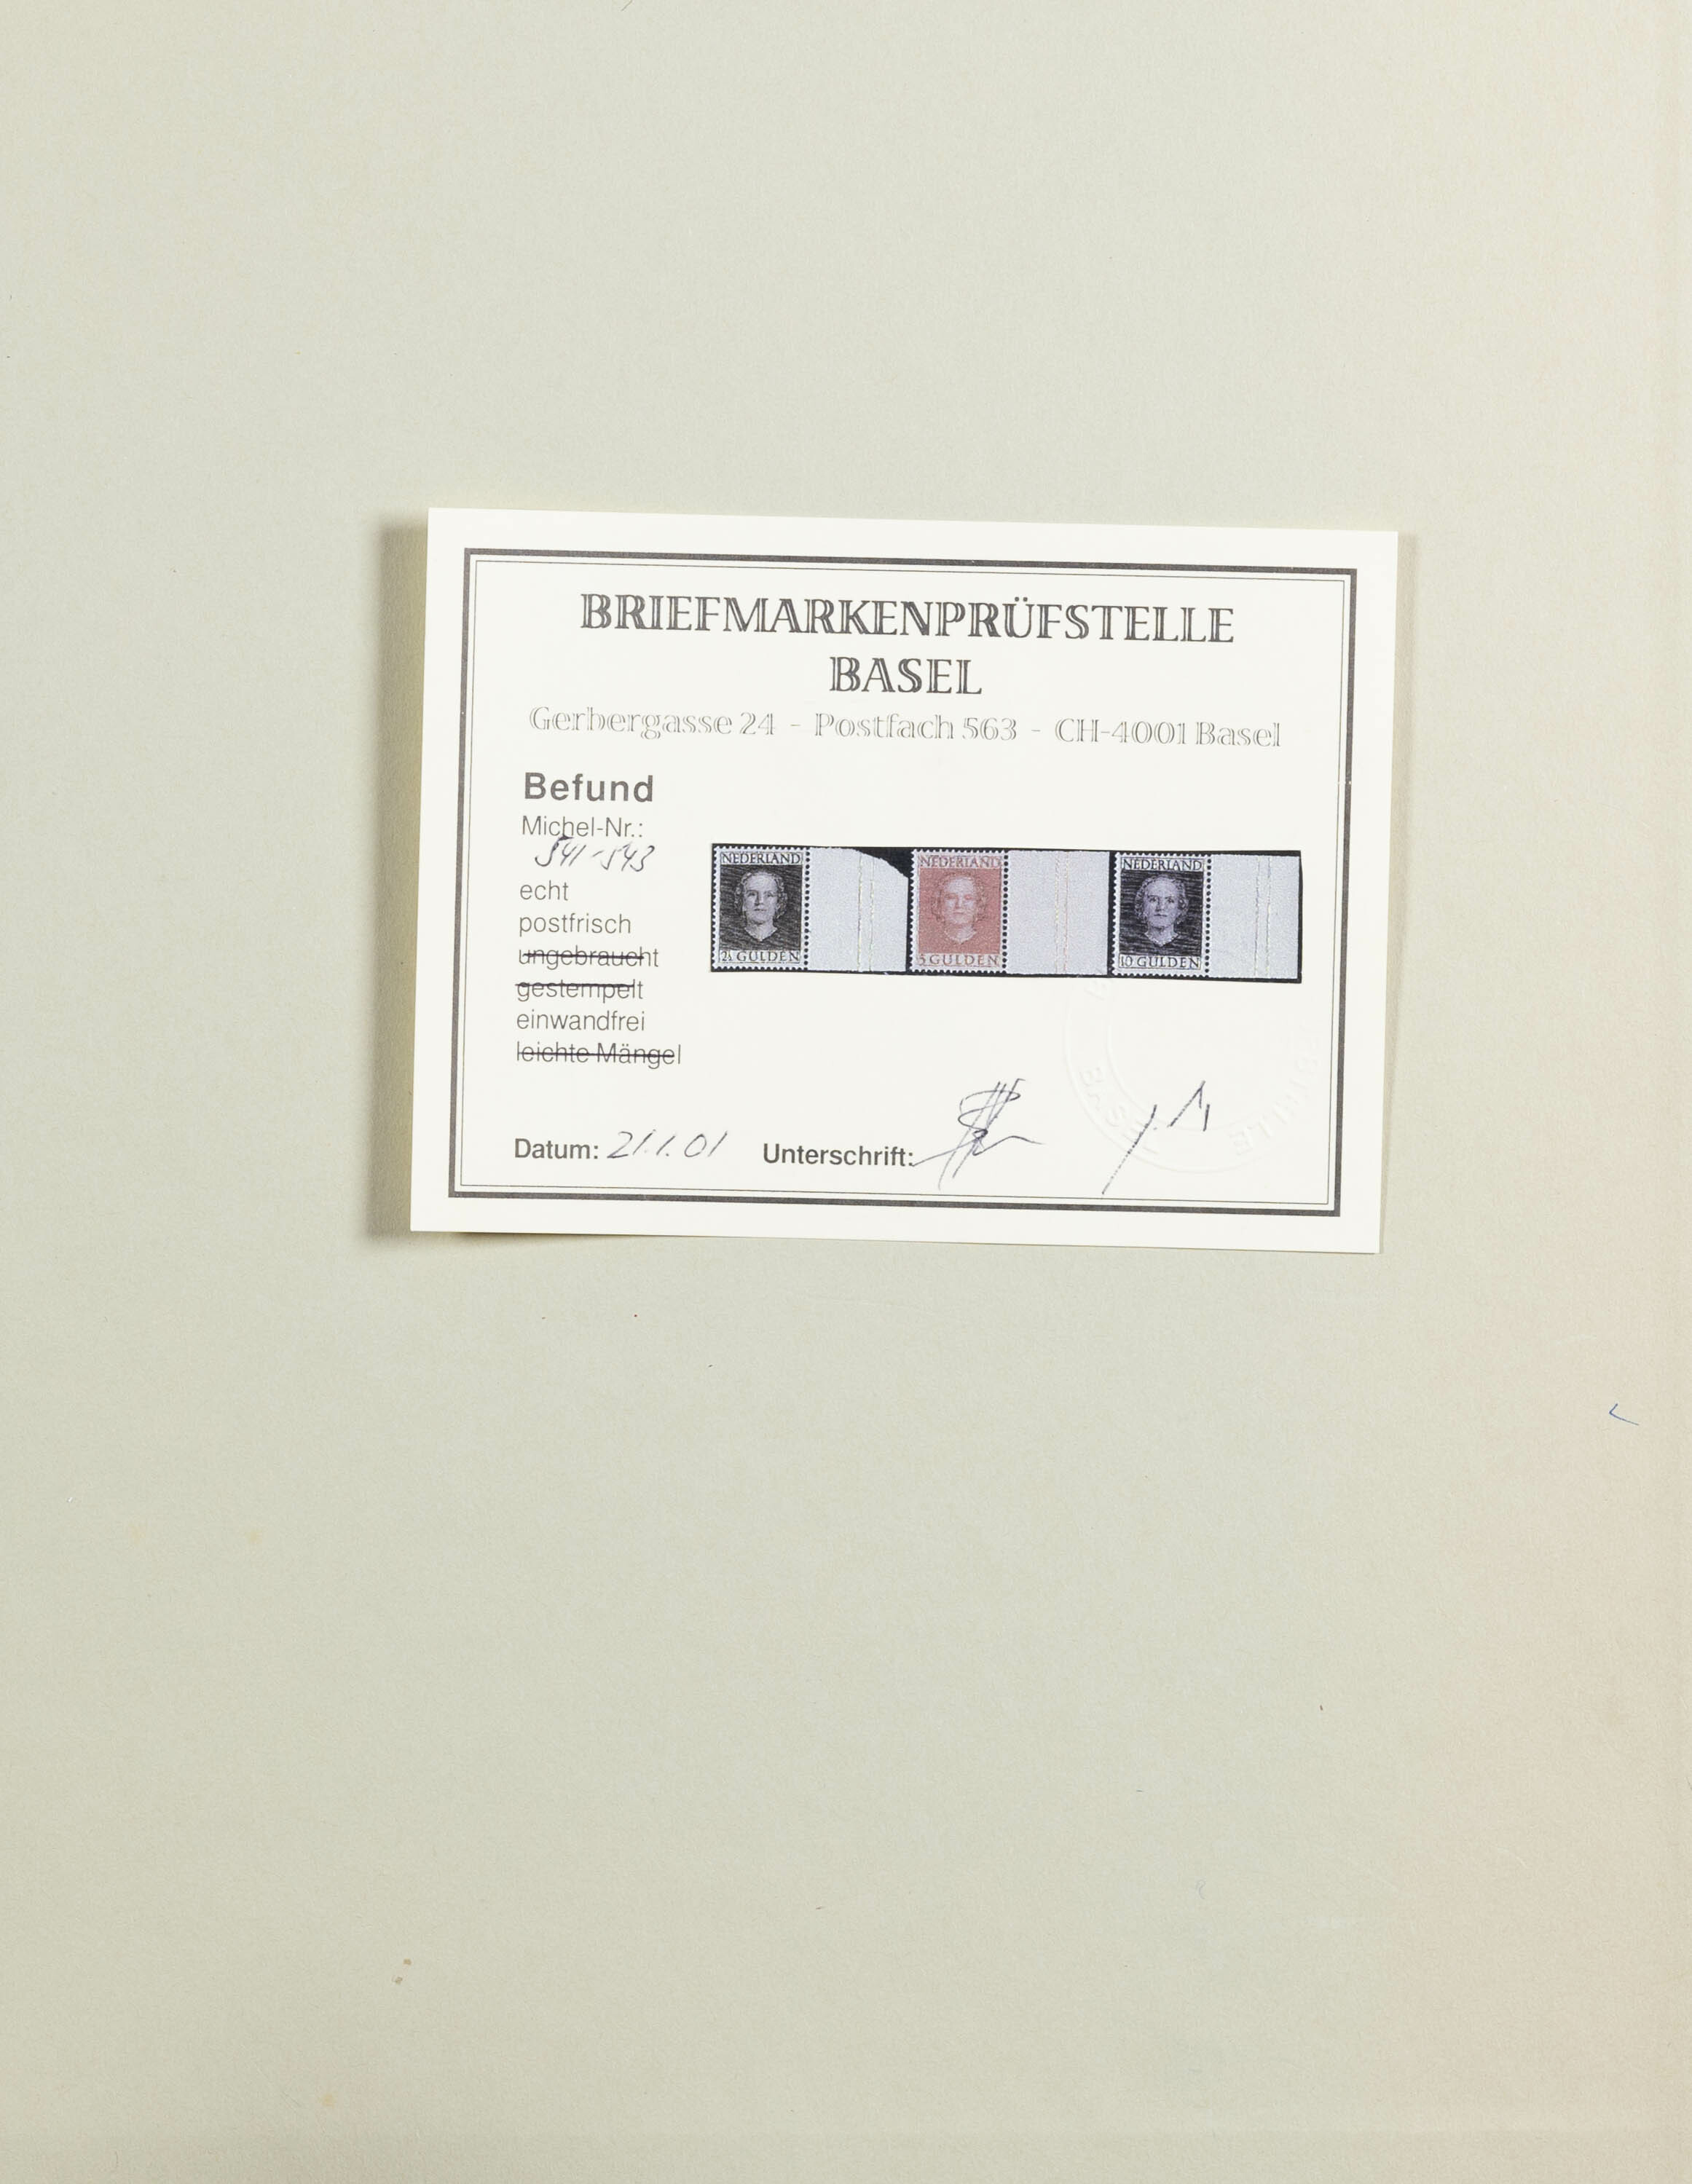 BRIEFMARKENPRÜFSTELLE
BASEL
Gerbergasse 24 - Postfach 563 - CH-4001 Basel
Befund
Michel-Nr.:
541-543
echt
postfrisch
ungebraucht
gestempelt
einwandfrei
leichte Mängel
NEDERLAND
2½ GULDEN
NEDERLAND
5 GULDEN
NEDERLAND
10 GULDEN
Datum: 21.1.01 Unterschrift: